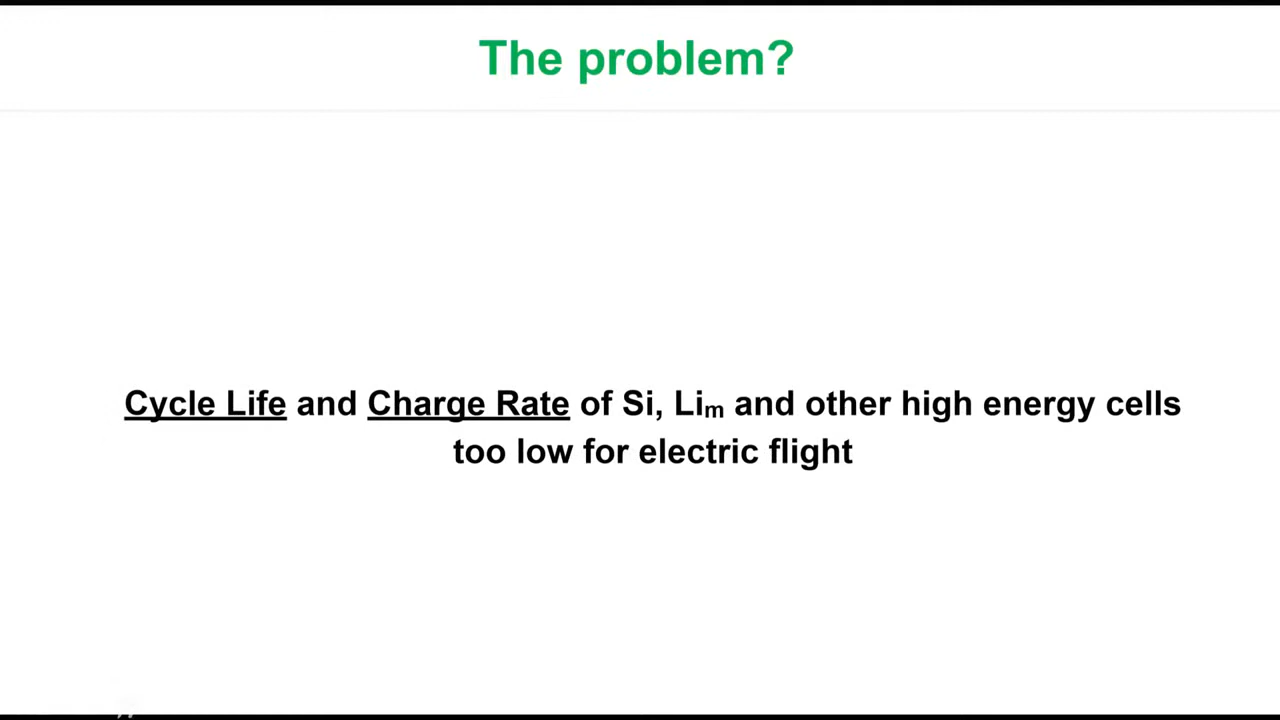 The problem?
Cycle Life and Charge Rate of Si, Liₘ and other high energy cells
too low for electric flight